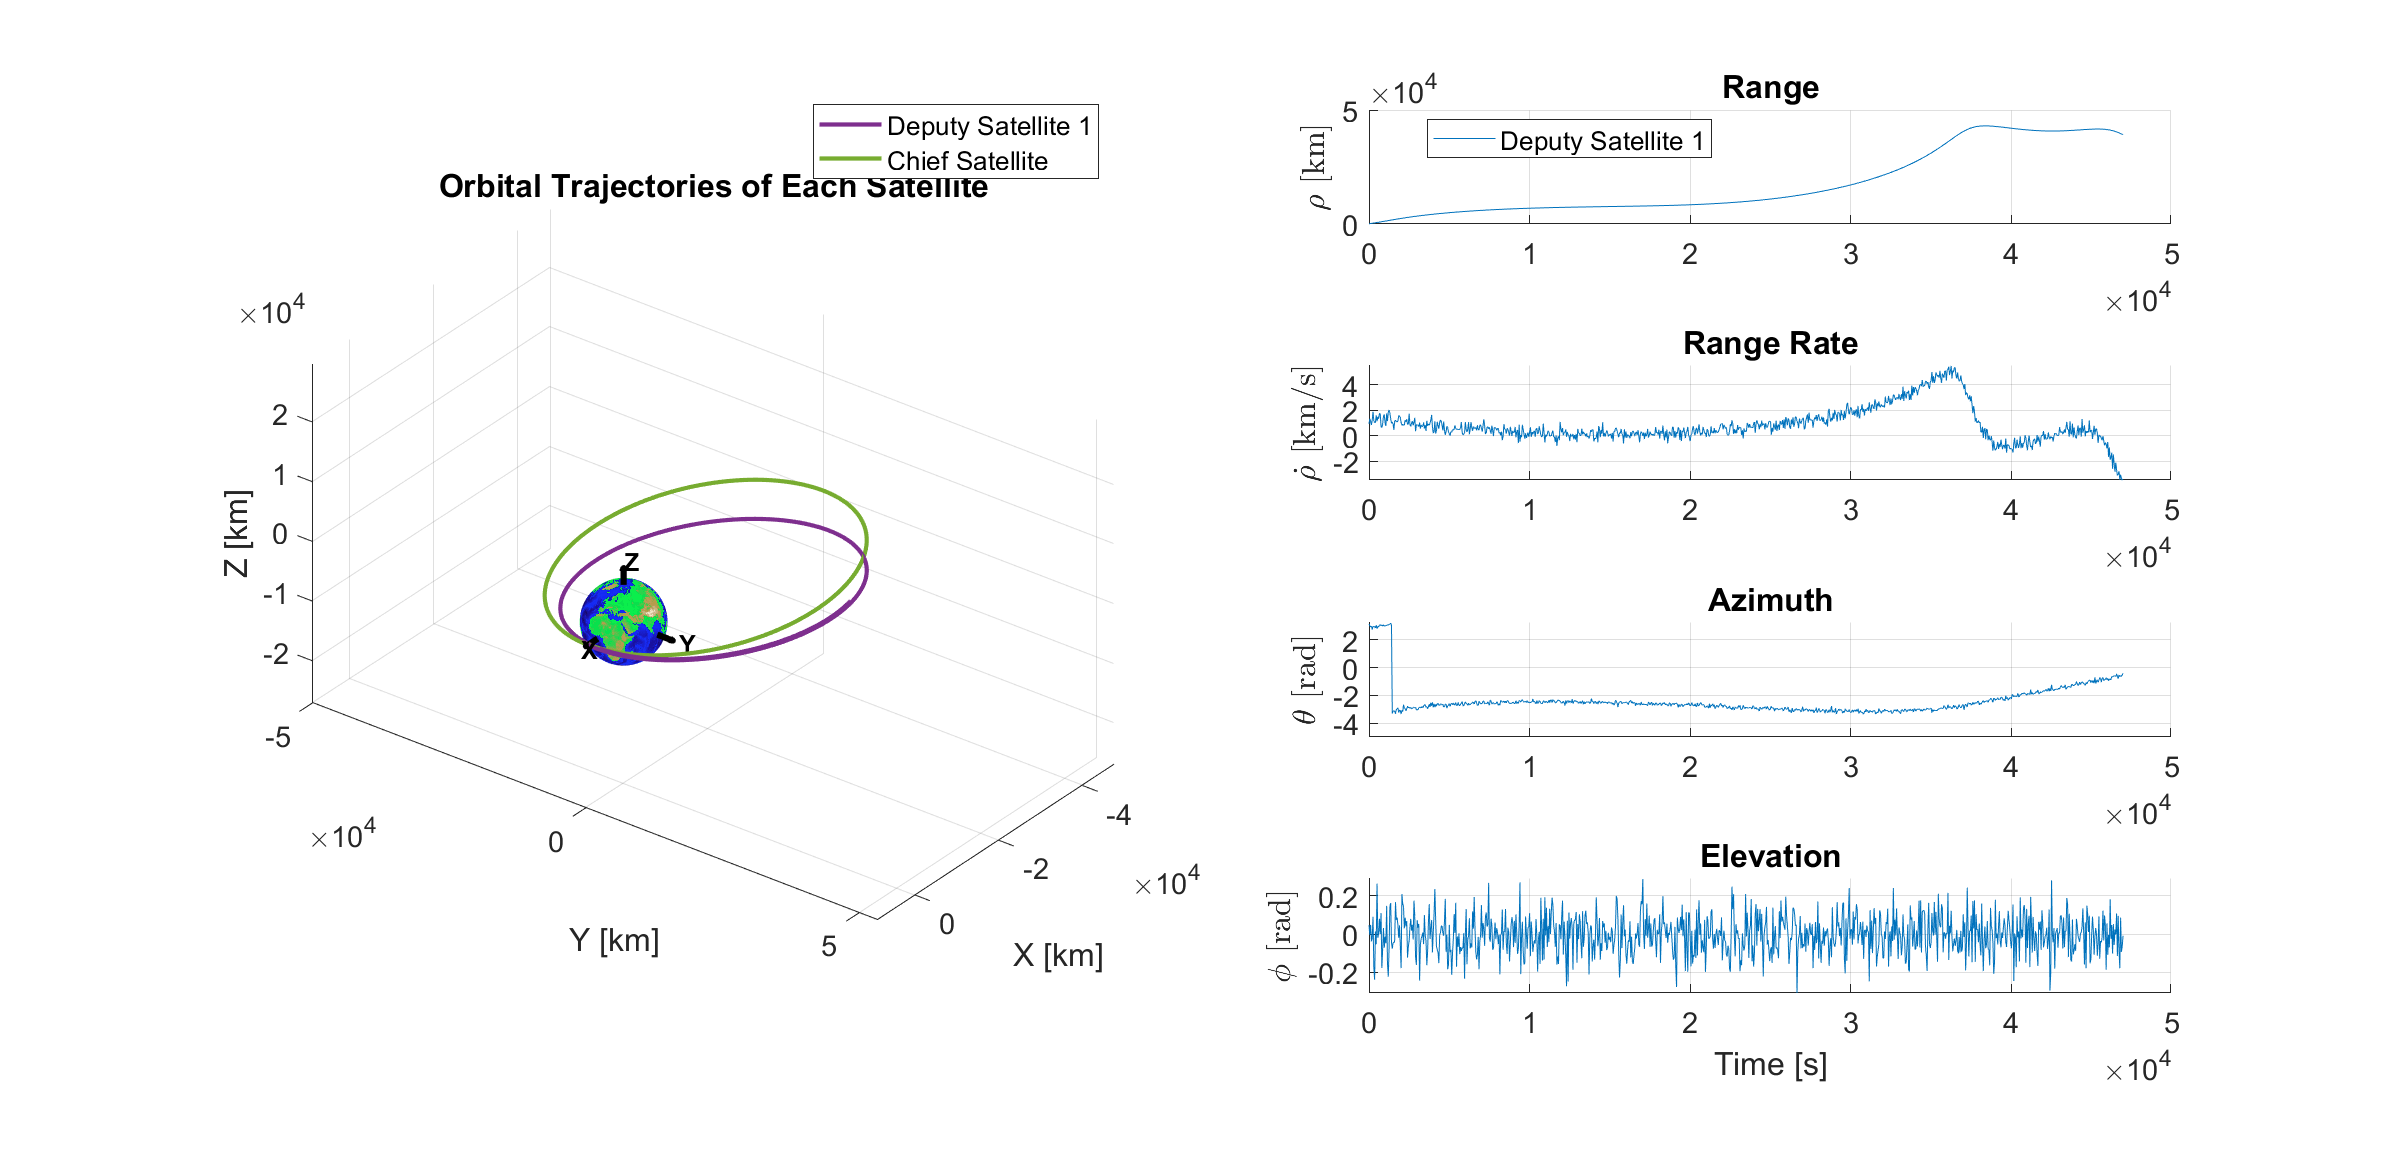 Deputy Satellite 1
Chief Satellite
Orbital Trajectories of Each Satellite
×10^4
2
1
0
-1
-2
Z [km]
Z
X
Y
-5
0
5
×10^4
Y [km]
-4
-2
0
×10^4
X [km]
Range
×10^4
5
0
ρ [km]
Deputy Satellite 1
0 1 2 3 4 5
×10^4
Range Rate
4
2
0
-2
ρ̇ [km/s]
0 1 2 3 4 5
×10^4
Azimuth
2
0
-2
-4
θ [rad]
0 1 2 3 4 5
×10^4
Elevation
0.2
0
-0.2
ϕ [rad]
0 1 2 3 4 5
Time [s]
×10^4